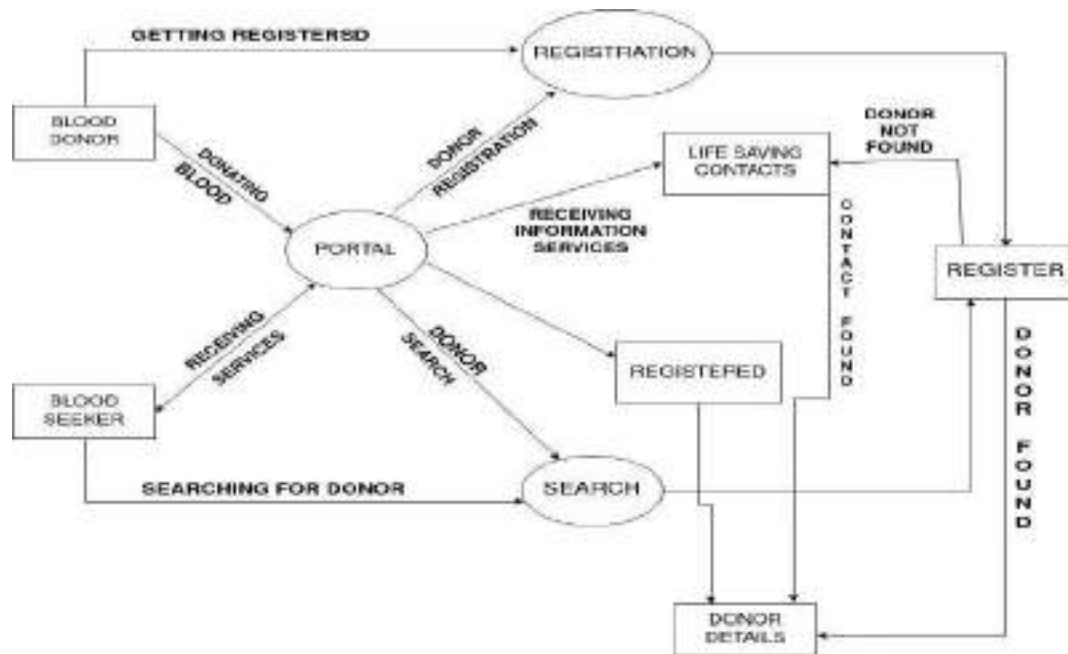 GETTING REGISTERSD
REGISTRATION
BLOOD
DONOR
DONATING
BLOOD
DONOR
REGISTRATION
LIFE SAVING
CONTACTS
DONOR
NOT
FOUND
PORTAL
RECEIVING
INFORMATION
SERVICES
CONTACT FOUND
REGISTER
RECEIVING
SERVICES
DONOR
SEARCH
REGISTERED
DONOR FOUND
BLOOD
SEEKER
SEARCHING FOR DONOR
SEARCH
DONOR
DETAILS